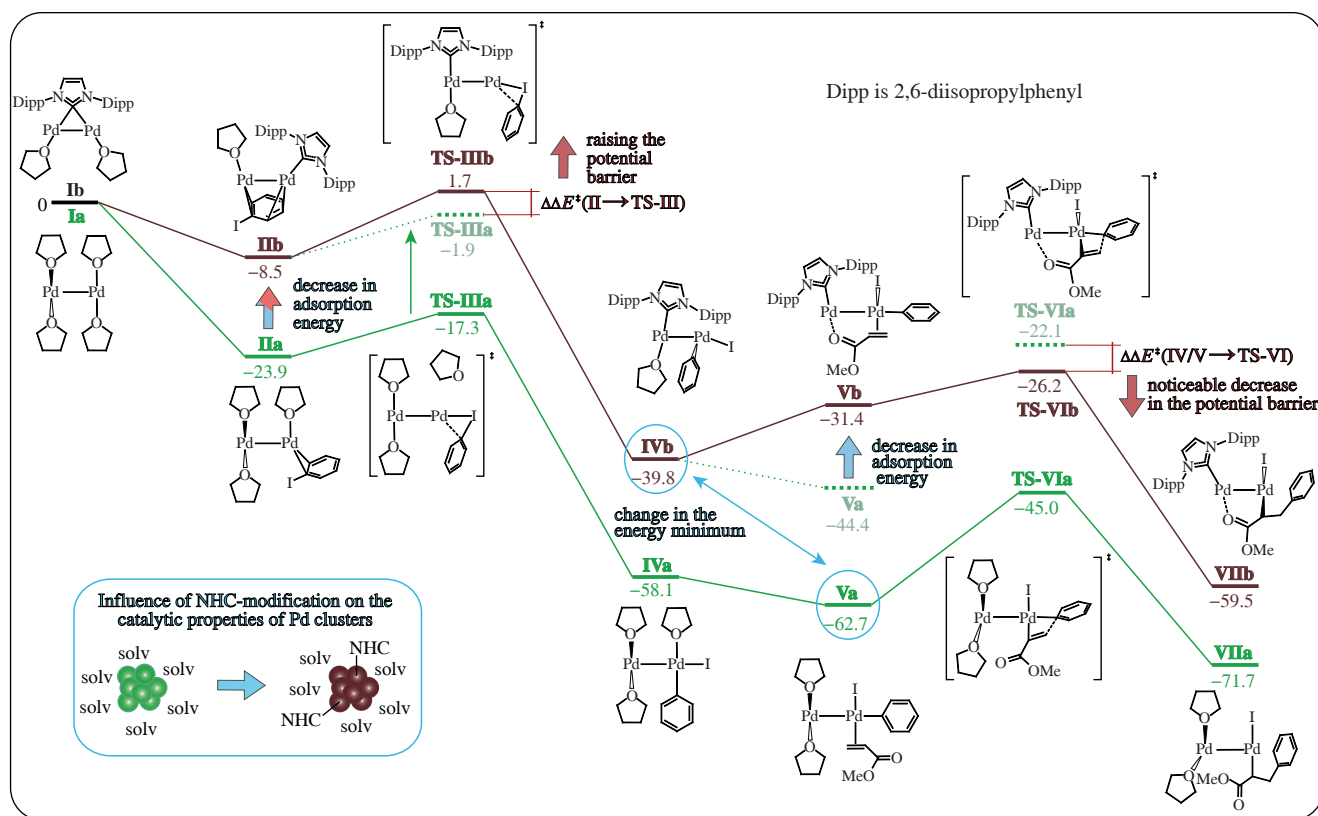 ‡
Dipp
N
N
Dipp
Pd
Pd
I
O
Dipp is 2,6-diisopropylphenyl
Dipp
N
N
Dipp
Pd
Pd
O
O
O
Dipp
N
N
Dipp
Pd
Pd
I
TS-IIIb
1.7
raising the
potential
barrier
ΔΔE‡(II→TS-III)
TS-IIIa
−1.9
Ib
0
Ia
IIb
−8.5
decrease in
adsorption
energy
O
O
Pd
Pd
O
O
IIa
−23.9
TS-IIIa
−17.3
O
O
Pd
Pd
O
I
O
O
Pd
Pd
I
O
‡
Dipp
N
N
Dipp
Pd
Pd
I
O
IVb
−39.8
N
Dipp
Dipp
N
I
Pd
Pd
O
MeO
Vb
−31.4
decrease in
adsorption
energy
Va
−44.4
change in the
energy minimum
‡
N
Dipp
N
I
Dipp
Pd
Pd
O
OMe
TS-VIa
−22.1
ΔΔE‡(IV/V→TS-VI)
−26.2
TS-VIb
noticeable decrease
in the potential barrier
N
Dipp
Dipp
N
I
Pd
Pd
O
OMe
VIIb
−59.5
TS-VIa
−45.0
IVa
−58.1
Va
−62.7
VIIa
−71.7
O
O
Pd
Pd
I
O
O
I
Pd
Pd
O
O
MeO
‡
O
I
Pd
Pd
O
O
OMe
O
I
Pd
Pd
O
MeO
O
Influence of NHC-modification on the
catalytic properties of Pd clusters
solv
solv
solv
solv
solv
solv
solv
NHC
solv
solv
solv
solv
NHC
solv